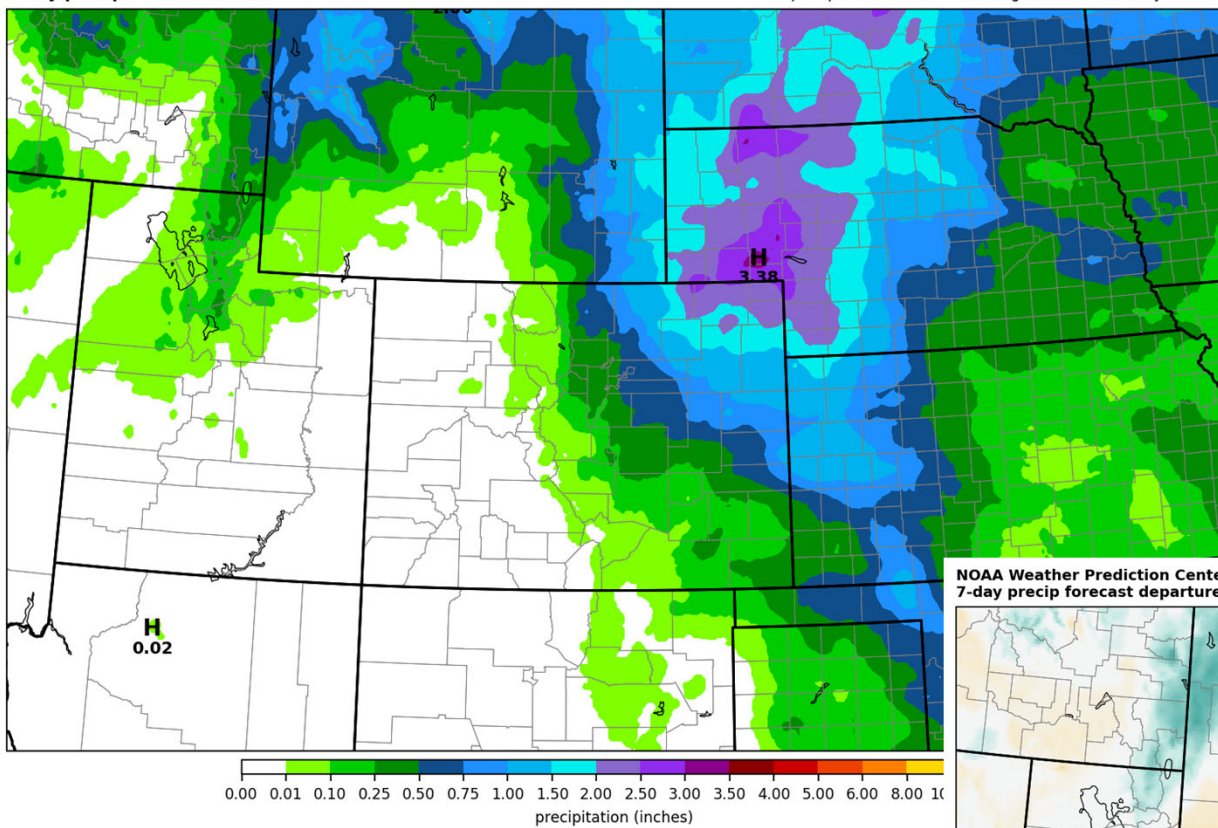 H
3.38
H
0.02
NOAA Weather Prediction Cente
7-day precip forecast departure
0.00 0.01 0.10 0.25 0.50 0.75 1.00 1.50 2.00 2.50 3.00 3.50 4.00 5.00 6.00 8.00 10
precipitation (inches)